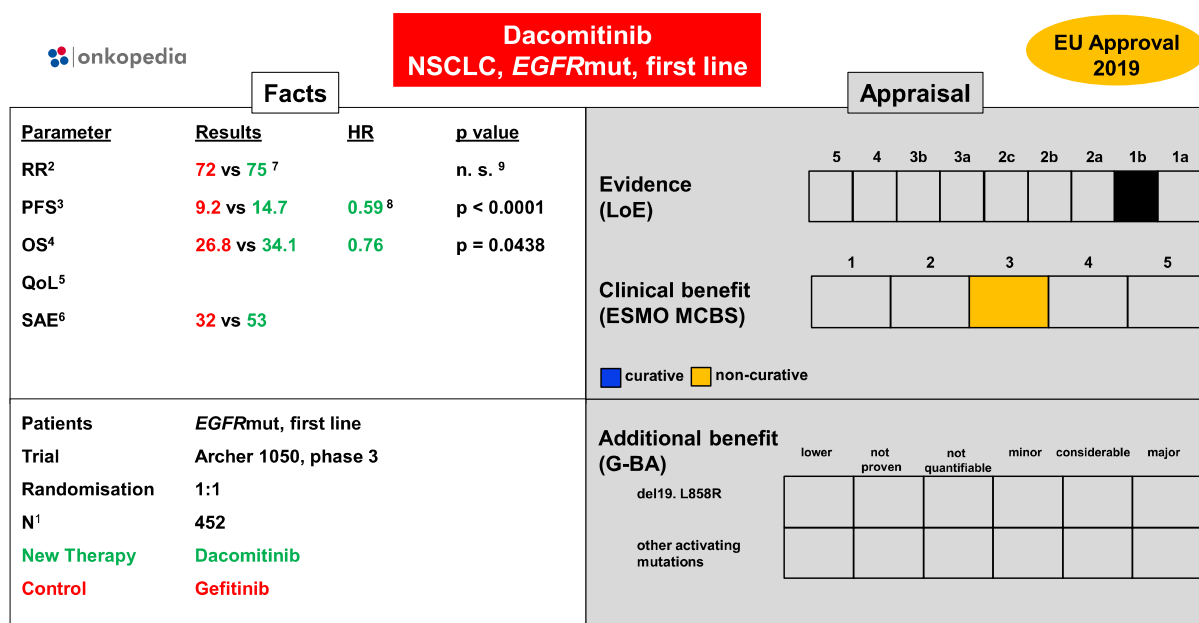 onkopedia
Dacomitinib
NSCLC, EGFRmut, first line
EU Approval
2019
Facts
Parameter Results HR p value
RR2 72 vs 75 7 n. s. 9
PFS3 9.2 vs 14.7 0.59 8 p < 0.0001
OS4 26.8 vs 34.1 0.76 p = 0.0438
QoL5
SAE6 32 vs 53
Patients EGFRmut, first line
Trial Archer 1050, phase 3
Randomisation 1:1
N1 452
New Therapy Dacomitinib
Control Gefitinib
Appraisal
5 4 3b 3a 2c 2b 2a 1b 1a
Evidence
(LoE)
1 2 3 4 5
Clinical benefit
(ESMO MCBS)
curative non-curative
Additional benefit
(G-BA)
lower not proven not quantifiable minor considerable major
del19. L858R
other activating
mutations